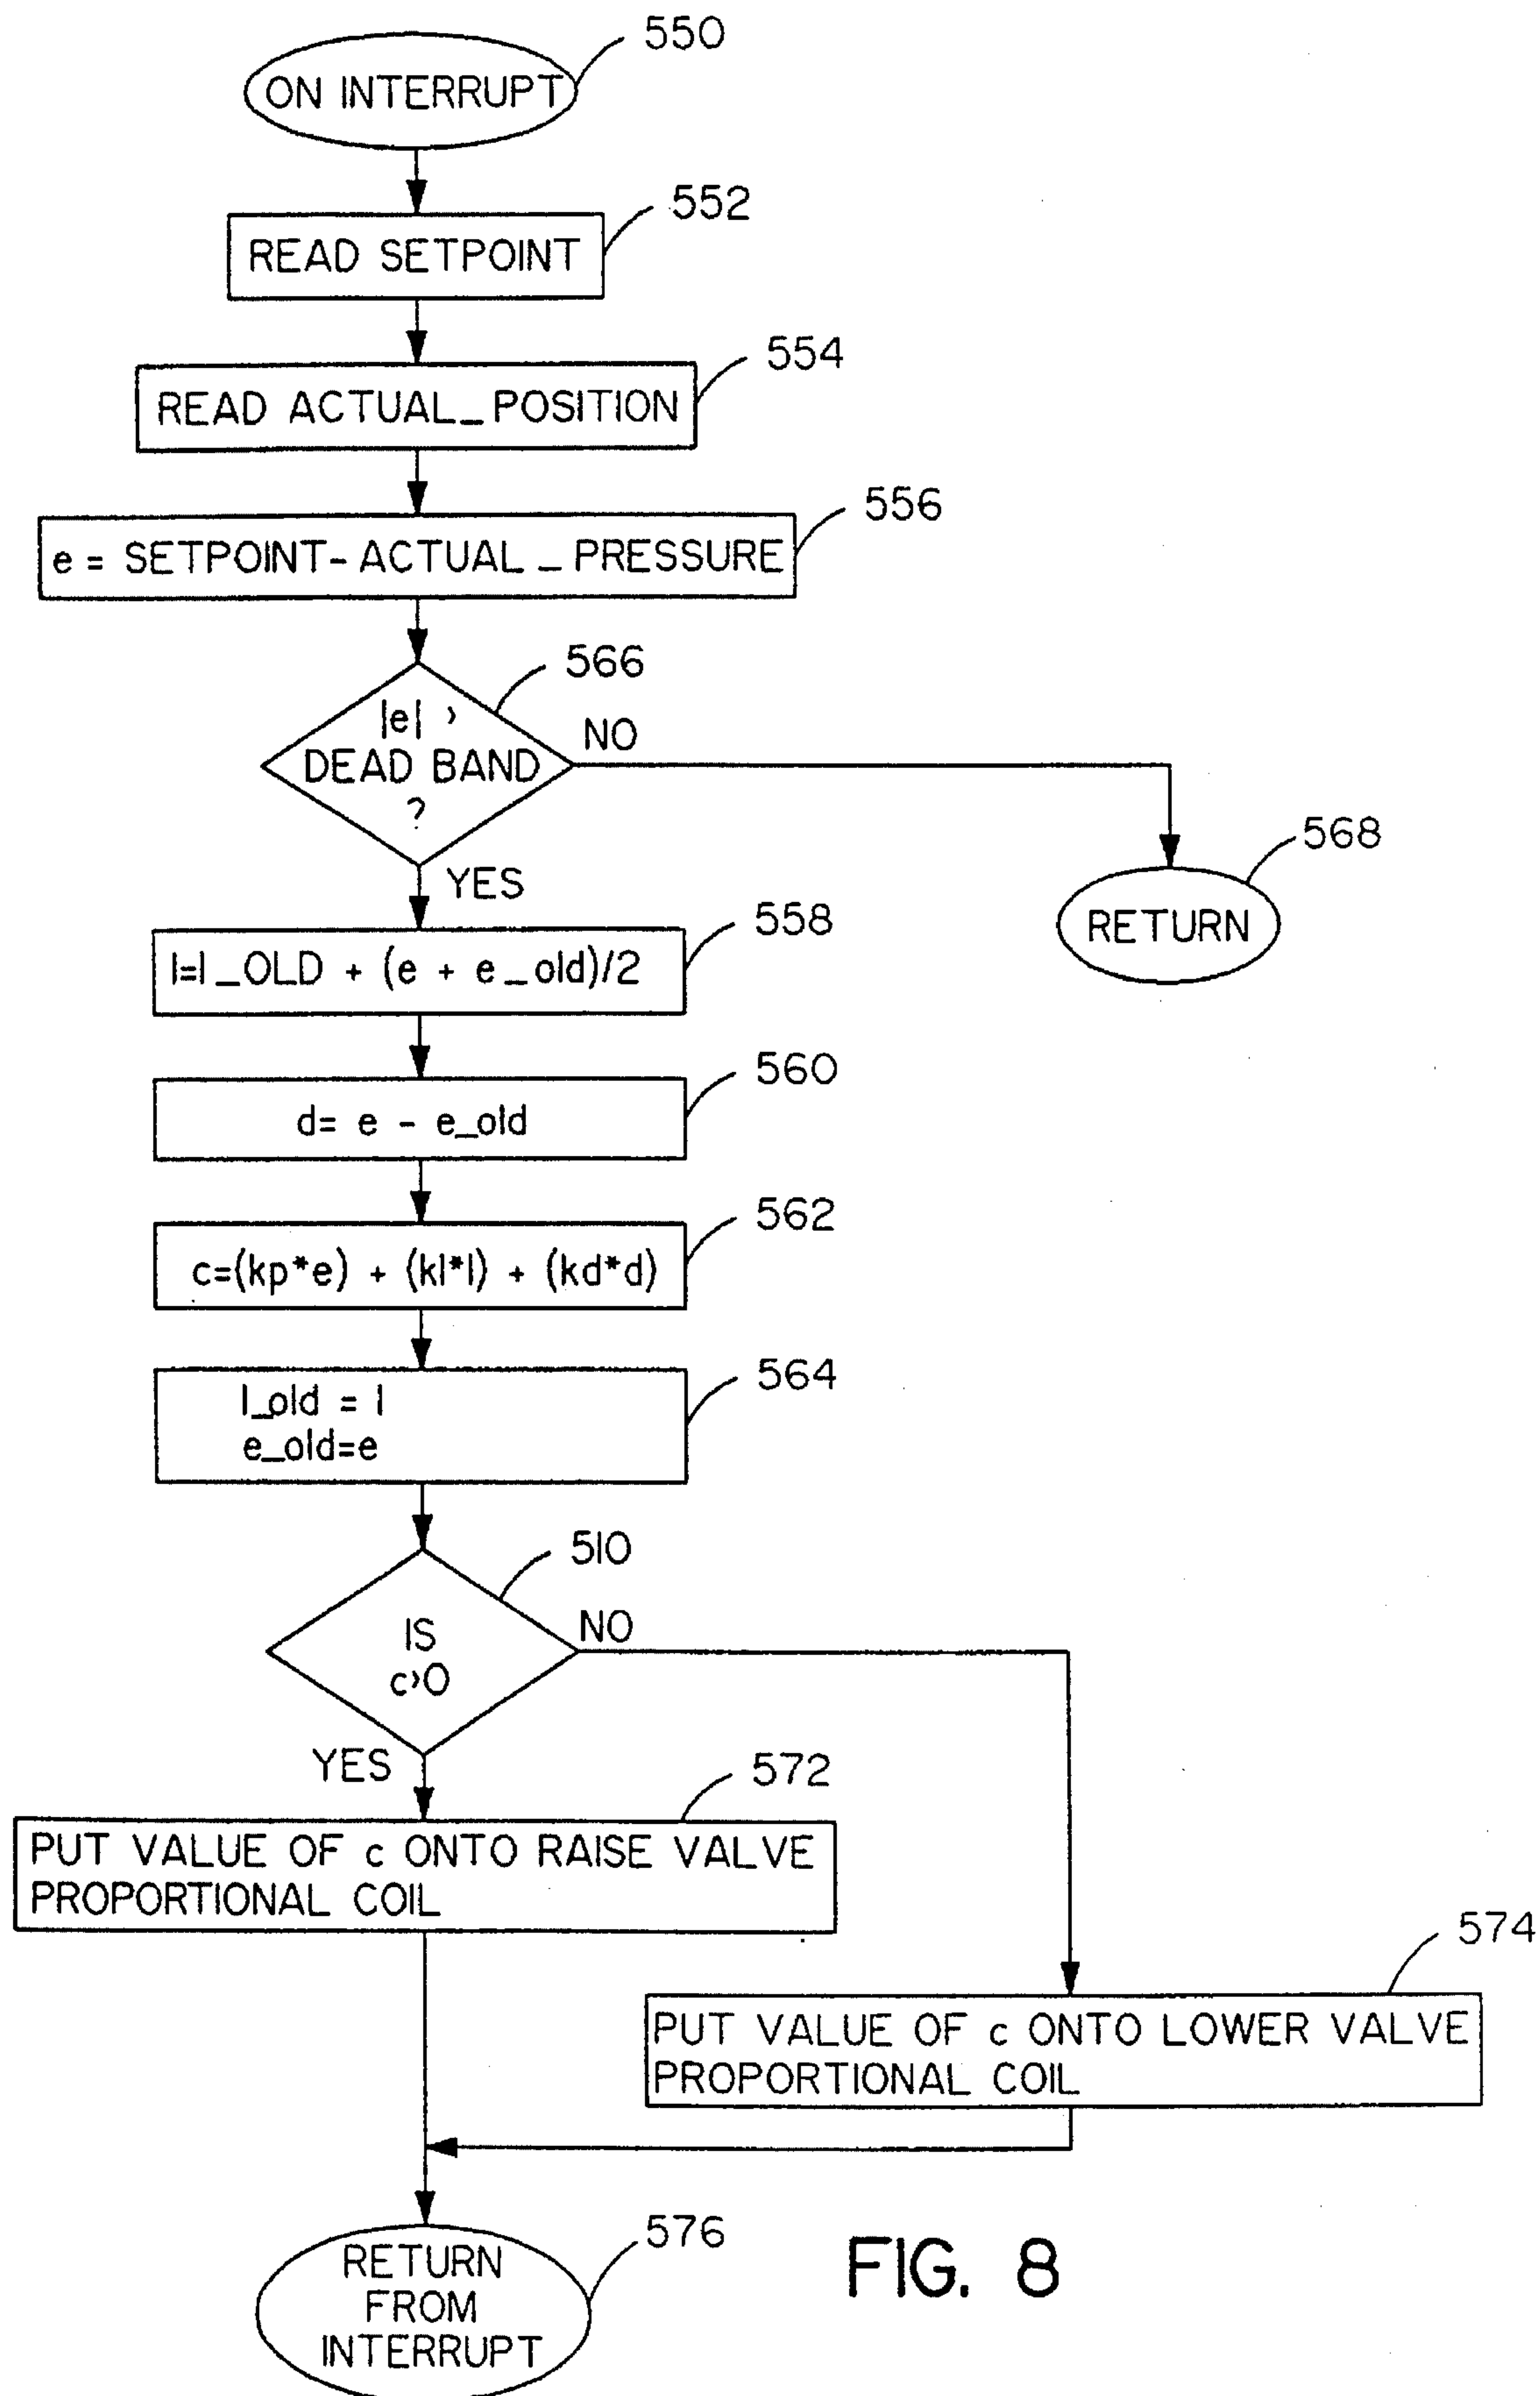 550
ON INTERRUPT
552
READ SETPOINT
554
READ ACTUAL_POSITION
556
e = SETPOINT-ACTUAL_PRESSURE
566
|e| >
DEAD BAND
?
NO
YES
568
RETURN
558
I=I_OLD + (e + e_old)/2
560
d= e - e_old
562
c=(kp*e) + (kI*I) + (kd*d)
564
I_old = I
e_old=e
510
IS
c>0
NO
YES
572
PUT VALUE OF c ONTO RAISE VALVE
PROPORTIONAL COIL
574
PUT VALUE OF c ONTO LOWER VALVE
PROPORTIONAL COIL
576
RETURN
FROM
INTERRUPT
FIG. 8